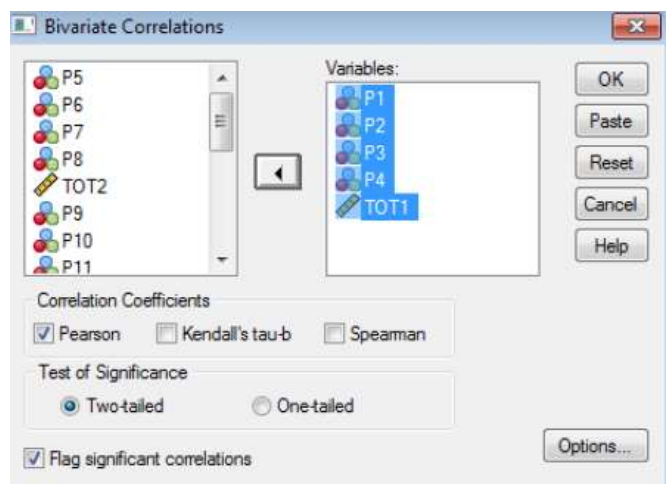 Bivariate Correlations
P5
P6
P7
P8
TOT2
P9
P10
P11
Variables:
P1
P2
P3
P4
TOT1
OK
Paste
Reset
Cancel
Help
Correlation Coefficients
Pearson Kendall's tau-b Spearman
Test of Significance
Two-tailed One-tailed
Flag significant correlations
Options...